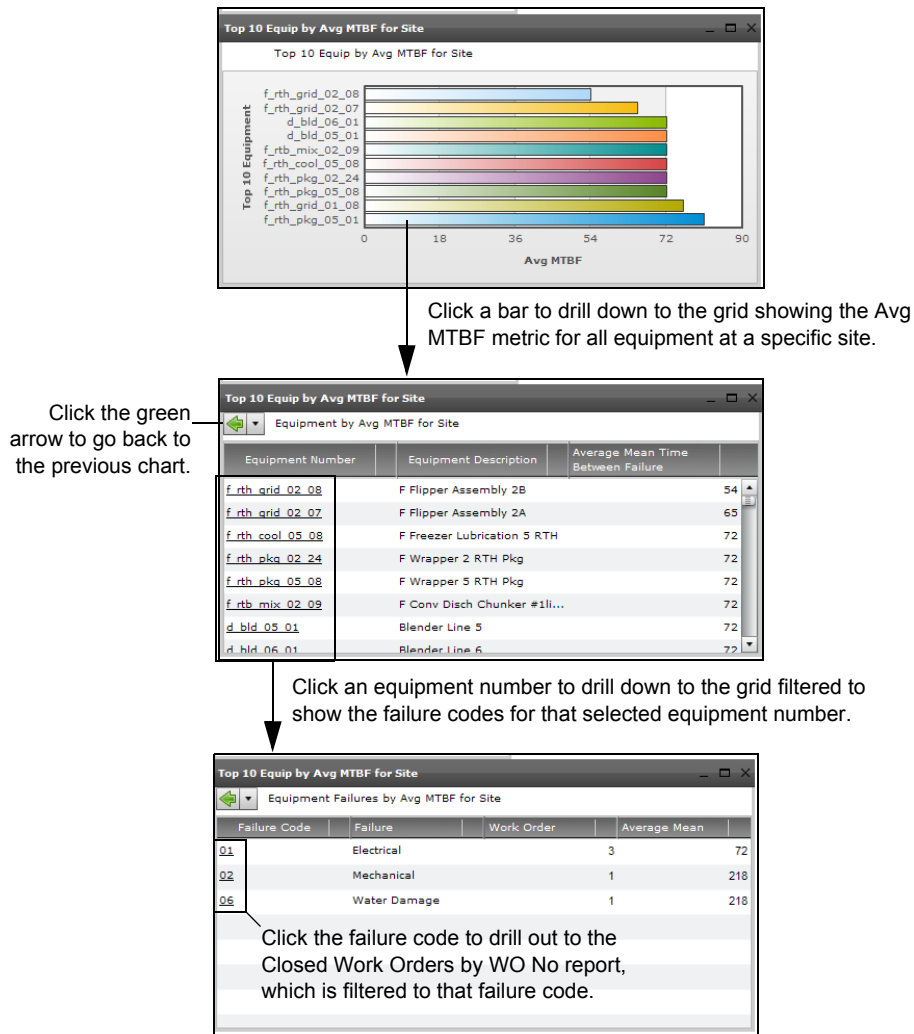 Top 10 Equip by Avg MTBF for Site
Top 10 Equip by Avg MTBF for Site
Top 10 Equipment
f_rth_grid_02_08
f_rth_grid_02_07
d_bld_06_01
d_bld_05_01
f_rtb_mix_02_09
f_rth_cool_05_08
f_rth_pkg_02_24
f_rth_pkg_05_08
f_rth_grid_01_08
f_rth_pkg_05_01
0 18 36 54 72 90
Avg MTBF
Click a bar to drill down to the grid showing the Avg
MTBF metric for all equipment at a specific site.
Click the green
arrow to go back to
the previous chart.
Top 10 Equip by Avg MTBF for Site
Equipment by Avg MTBF for Site
Equipment Number Equipment Description Average Mean Time
Between Failure
f_rth_grid_02_08 F Flipper Assembly 2B 54
f_rth_grid_02_07 F Flipper Assembly 2A 65
f_rth_cool_05_08 F Freezer Lubrication 5 RTH 72
f_rth_pkg_02_24 F Wrapper 2 RTH Pkg 72
f_rth_pkg_05_08 F Wrapper 5 RTH Pkg 72
f_rtb_mix_02_09 F Conv Disch Chunker #1li... 72
d_bld_05_01 Blender Line 5 72
d_bld_06_01 Blender Line 6 72
Click an equipment number to drill down to the grid filtered to
show the failure codes for that selected equipment number.
Top 10 Equip by Avg MTBF for Site
Equipment Failures by Avg MTBF for Site
Failure Code Failure Work Order Average Mean
01 Electrical 3 72
02 Mechanical 1 218
06 Water Damage 1 218
Click the failure code to drill out to the
Closed Work Orders by WO No report,
which is filtered to that failure code.